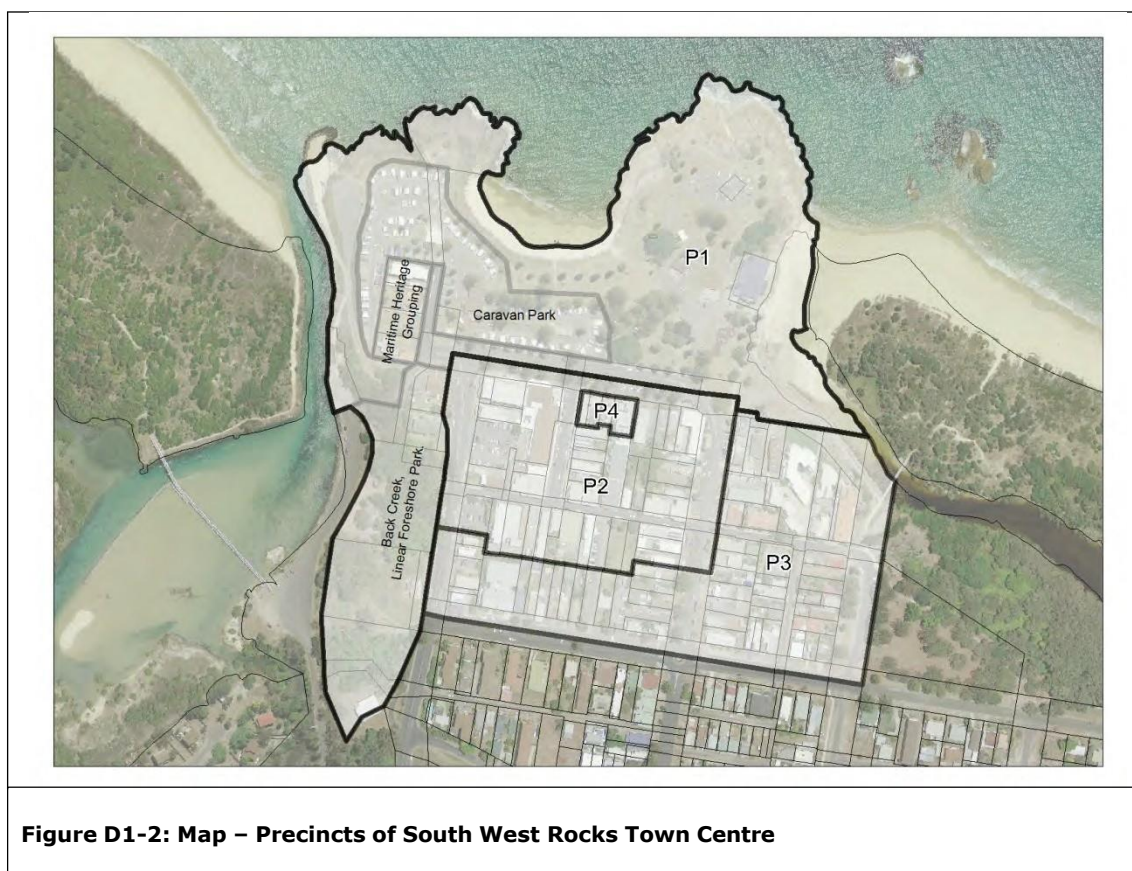 P1
Maritime Heritage
Grouping
Caravan Park
P4
P2
Back Creek,
Linear Foreshore Park.
P3
Figure D1-2: Map – Precincts of South West Rocks Town Centre